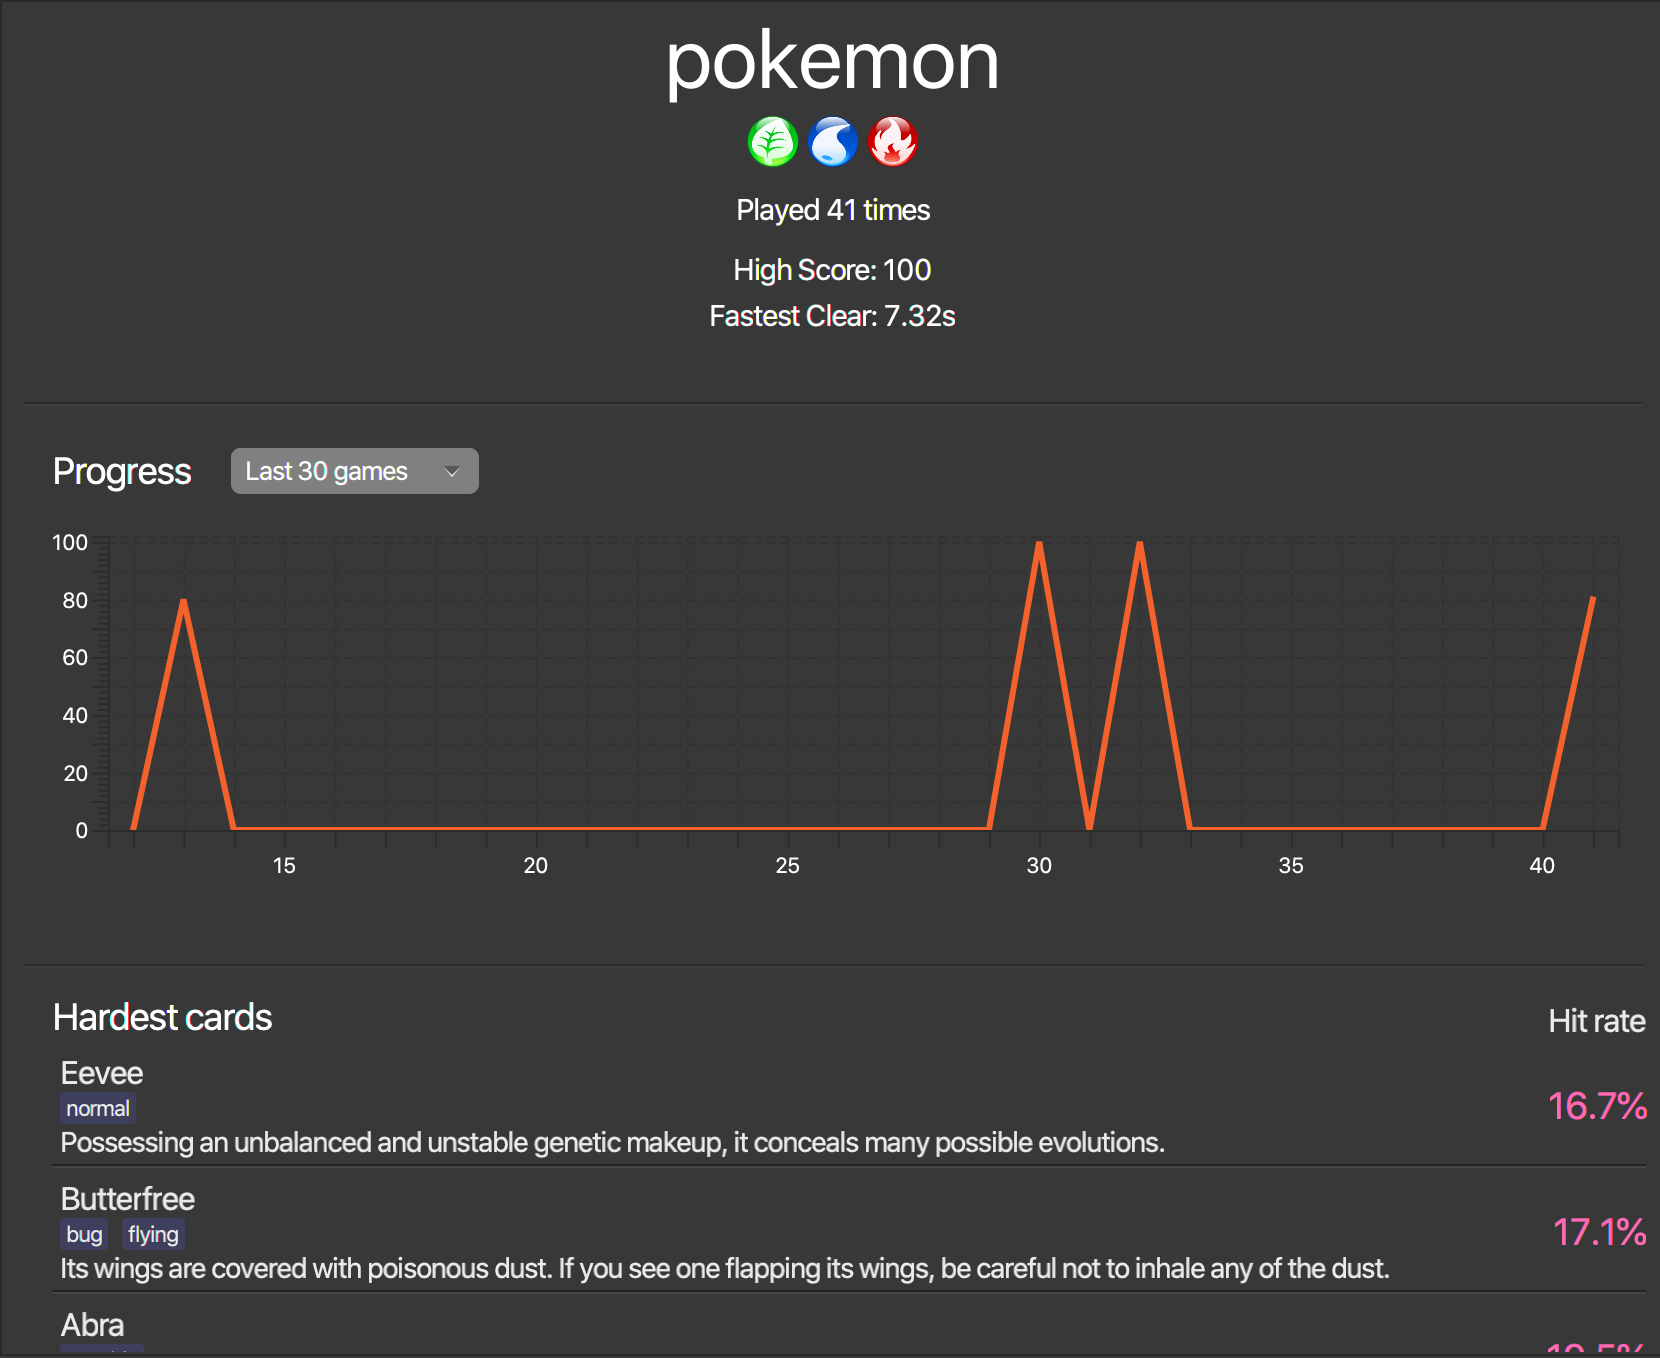 pokemon
Played 41 times
High Score: 100
Fastest Clear: 7.32s
Progress Last 30 games
100
80
60
40
20
0
15 20 25 30 35 40
Hardest cards Hit rate
Eevee
normal
16.7%
Possessing an unbalanced and unstable genetic makeup, it conceals many possible evolutions.
Butterfree
bug flying
17.1%
Its wings are covered with poisonous dust. If you see one flapping its wings, be careful not to inhale any of the dust.
Abra